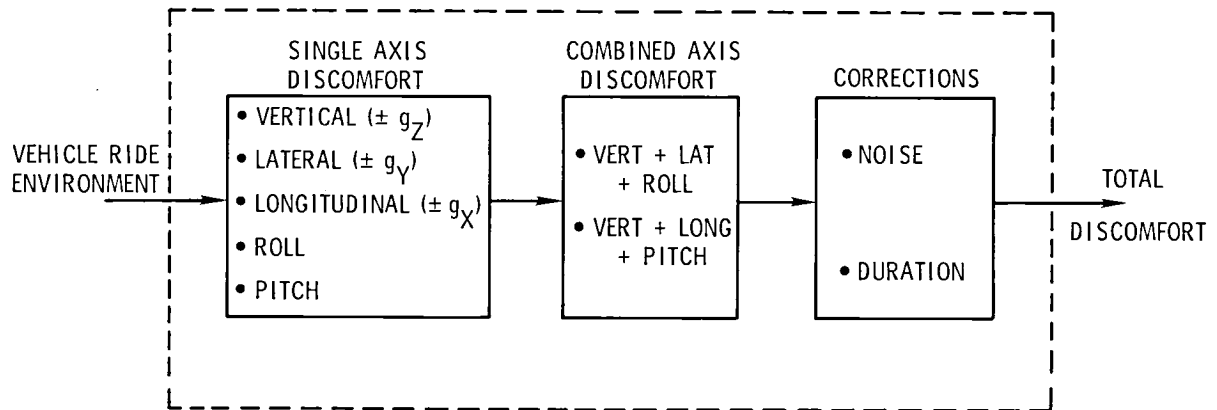 VEHICLE RIDE
ENVIRONMENT
SINGLE AXIS
DISCOMFORT
• VERTICAL (± gZ)
• LATERAL (± gY)
• LONGITUDINAL (± gX)
• ROLL
• PITCH
COMBINED AXIS
DISCOMFORT
• VERT + LAT
+ ROLL
• VERT + LONG
+ PITCH
CORRECTIONS
• NOISE
• DURATION
TOTAL
DISCOMFORT